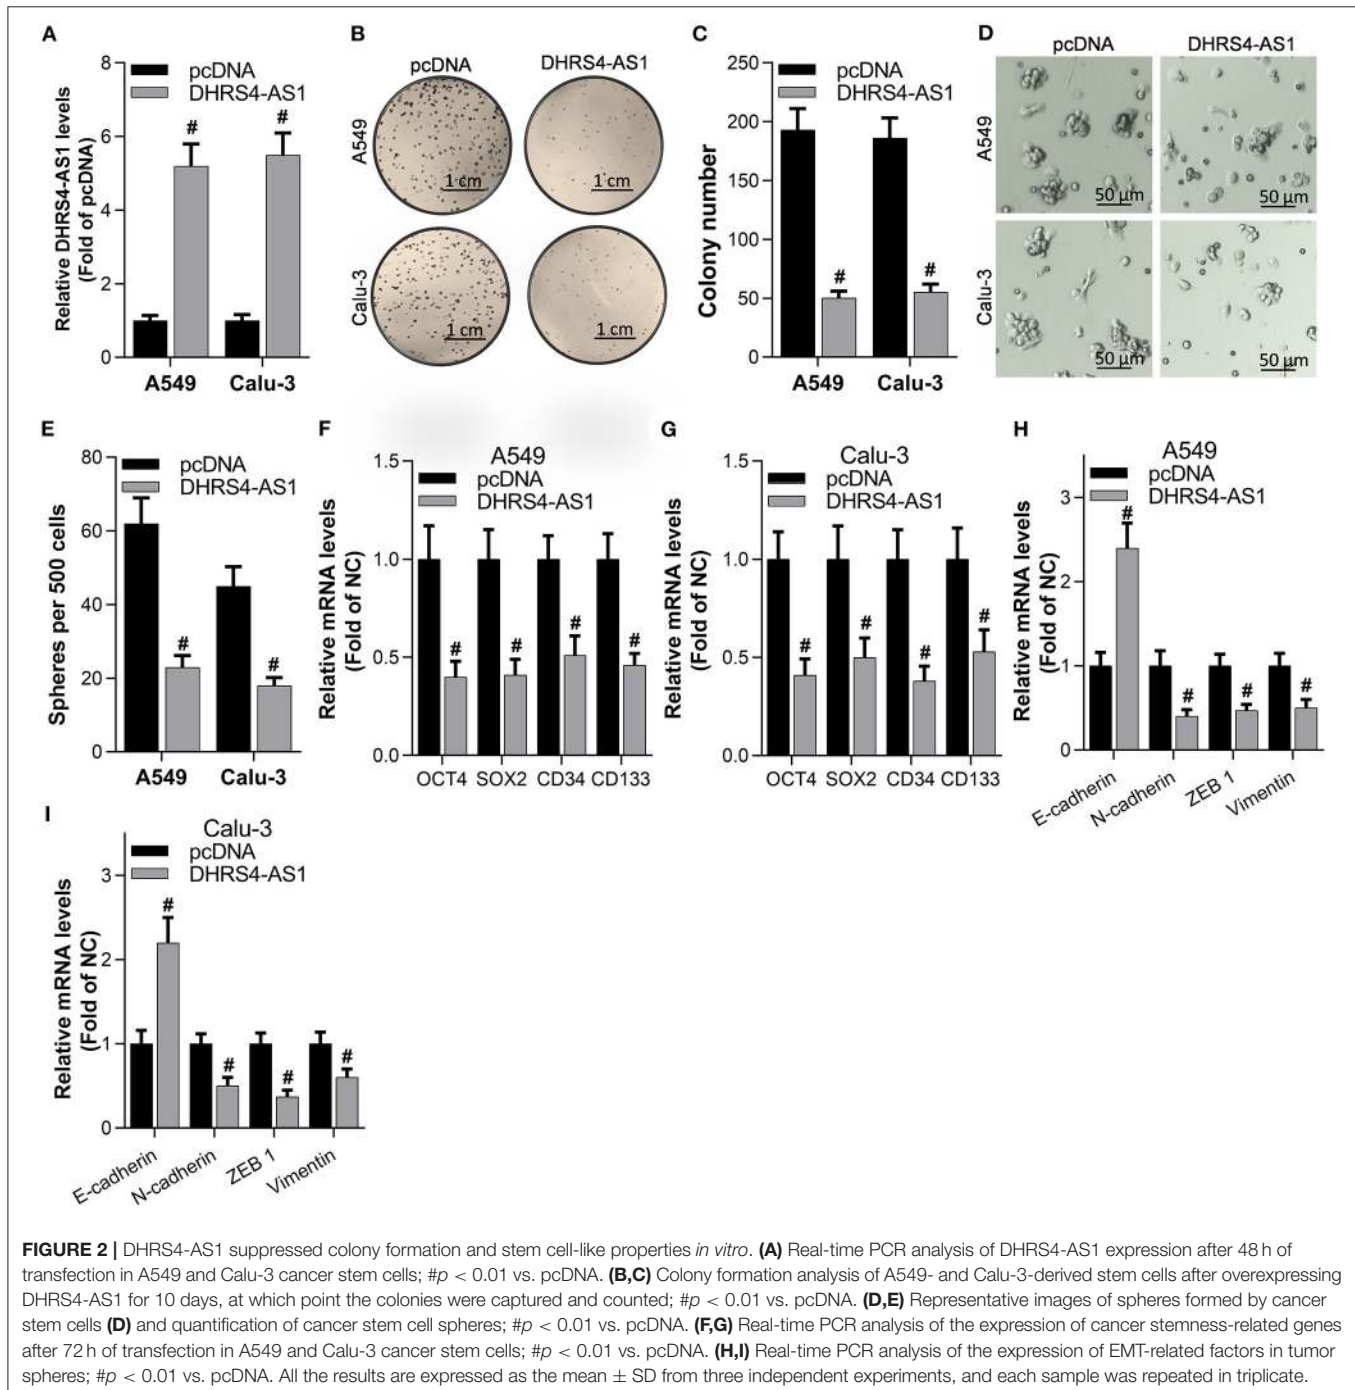 A
pcDNA
DHRS4-AS1
Relative DHRS4-AS1 levels
(Fold of pcDNA)
8
6
4
2
0
#
#
A549
Calu-3
B
pcDNA
DHRS4-AS1
A549
1 cm
1 cm
Calu-3
1 cm
1 cm
C
pcDNA
DHRS4-AS1
Colony number
250
200
150
100
50
0
#
#
A549
Calu-3
D
pcDNA
DHRS4-AS1
A549
50 µm
50 µm
Calu-3
50 µm
50 µm
E
pcDNA
DHRS4-AS1
Spheres per 500 cells
80
60
40
20
0
#
#
A549
Calu-3
F
A549
pcDNA
DHRS4-AS1
Relative mRNA levels
(Fold of NC)
1.5
1.0
0.5
0.0
#
#
#
#
OCT4
SOX2
CD34
CD133
G
Calu-3
pcDNA
DHRS4-AS1
Relative mRNA levels
(Fold of NC)
1.5
1.0
0.5
0.0
#
#
#
#
OCT4
SOX2
CD34
CD133
H
A549
pcDNA
DHRS4-AS1
Relative mRNA levels
(Fold of NC)
3
2
1
0
#
#
#
#
E-cadherin
N-cadherin
ZEB 1
Vimentin
I
Calu-3
pcDNA
DHRS4-AS1
Relative mRNA levels
(Fold of NC)
3
2
1
0
#
#
#
#
E-cadherin
N-cadherin
ZEB 1
Vimentin
FIGURE 2 | DHRS4-AS1 suppressed colony formation and stem cell-like properties in vitro. (A) Real-time PCR analysis of DHRS4-AS1 expression after 48 h of
transfection in A549 and Calu-3 cancer stem cells; #p < 0.01 vs. pcDNA. (B,C) Colony formation analysis of A549- and Calu-3-derived stem cells after overexpressing
DHRS4-AS1 for 10 days, at which point the colonies were captured and counted; #p < 0.01 vs. pcDNA. (D,E) Representative images of spheres formed by cancer
stem cells (D) and quantification of cancer stem cell spheres; #p < 0.01 vs. pcDNA. (F,G) Real-time PCR analysis of the expression of cancer stemness-related genes
after 72 h of transfection in A549 and Calu-3 cancer stem cells; #p < 0.01 vs. pcDNA. (H,I) Real-time PCR analysis of the expression of EMT-related factors in tumor
spheres; #p < 0.01 vs. pcDNA. All the results are expressed as the mean ± SD from three independent experiments, and each sample was repeated in triplicate.